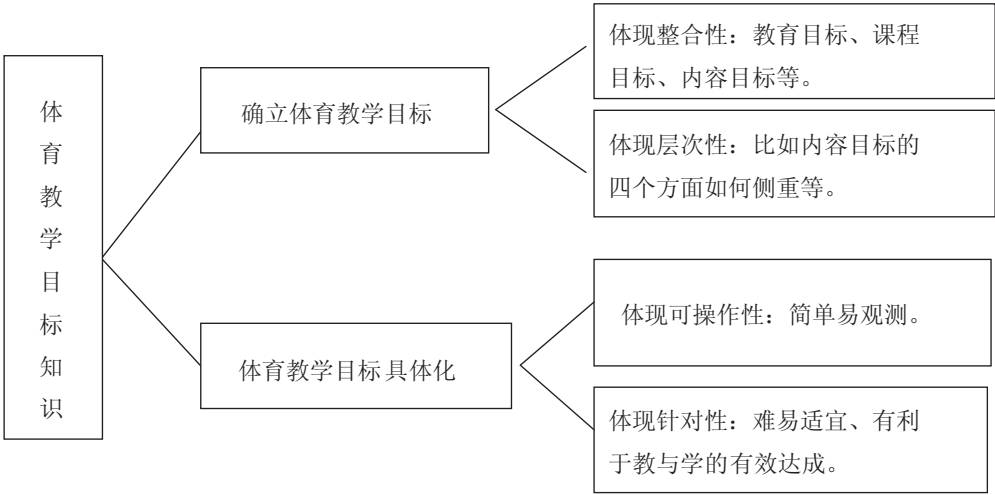 体育教学目标知识
确立体育教学目标
体现整合性：教育目标、课程
目标、内容目标等。
体现层次性：比如内容目标的
四个方面如何侧重等。
体育教学目标具体化
体现可操作性：简单易观测。
体现针对性：难易适宜、有利
于教与学的有效达成。